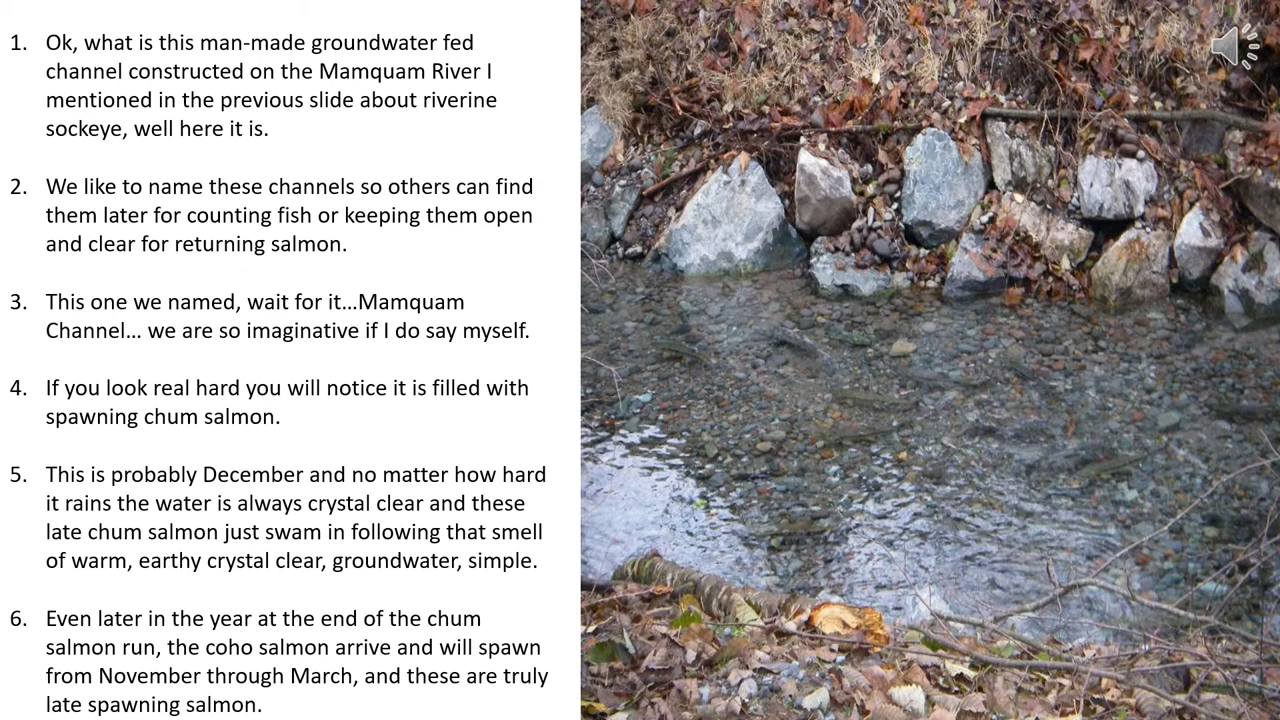 1. Ok, what is this man-made groundwater fed
channel constructed on the Mamquam River I
mentioned in the previous slide about riverine
sockeye, well here it is.
2. We like to name these channels so others can find
them later for counting fish or keeping them open
and clear for returning salmon.
3. This one we named, wait for it...Mamquam
Channel... we are so imaginative if I do say myself.
4. If you look real hard you will notice it is filled with
spawning chum salmon.
5. This is probably December and no matter how hard
it rains the water is always crystal clear and these
late chum salmon just swam in following that smell
of warm, earthy crystal clear, groundwater, simple.
6. Even later in the year at the end of the chum
salmon run, the coho salmon arrive and will spawn
from November through March, and these are truly
late spawning salmon.